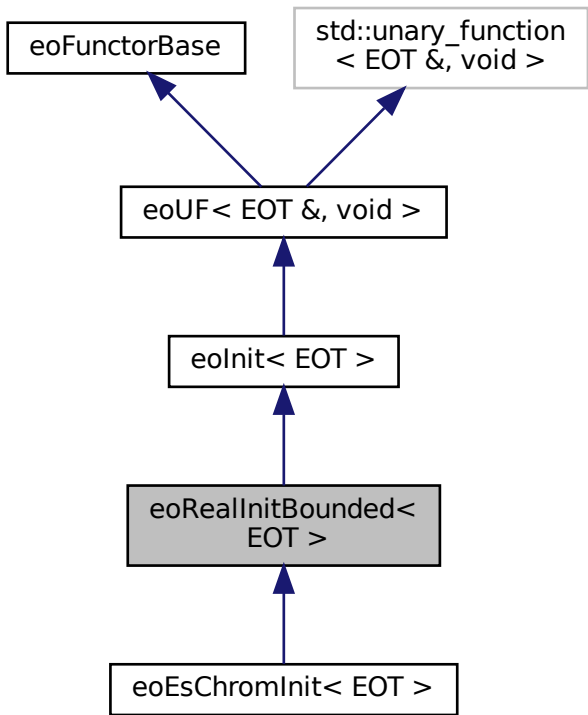 eoFunctorBase
std::unary_function
< EOT &, void >
eoUF< EOT &, void >
eoInit< EOT >
eoRealInitBounded<
EOT >
eoEsChromInit< EOT >